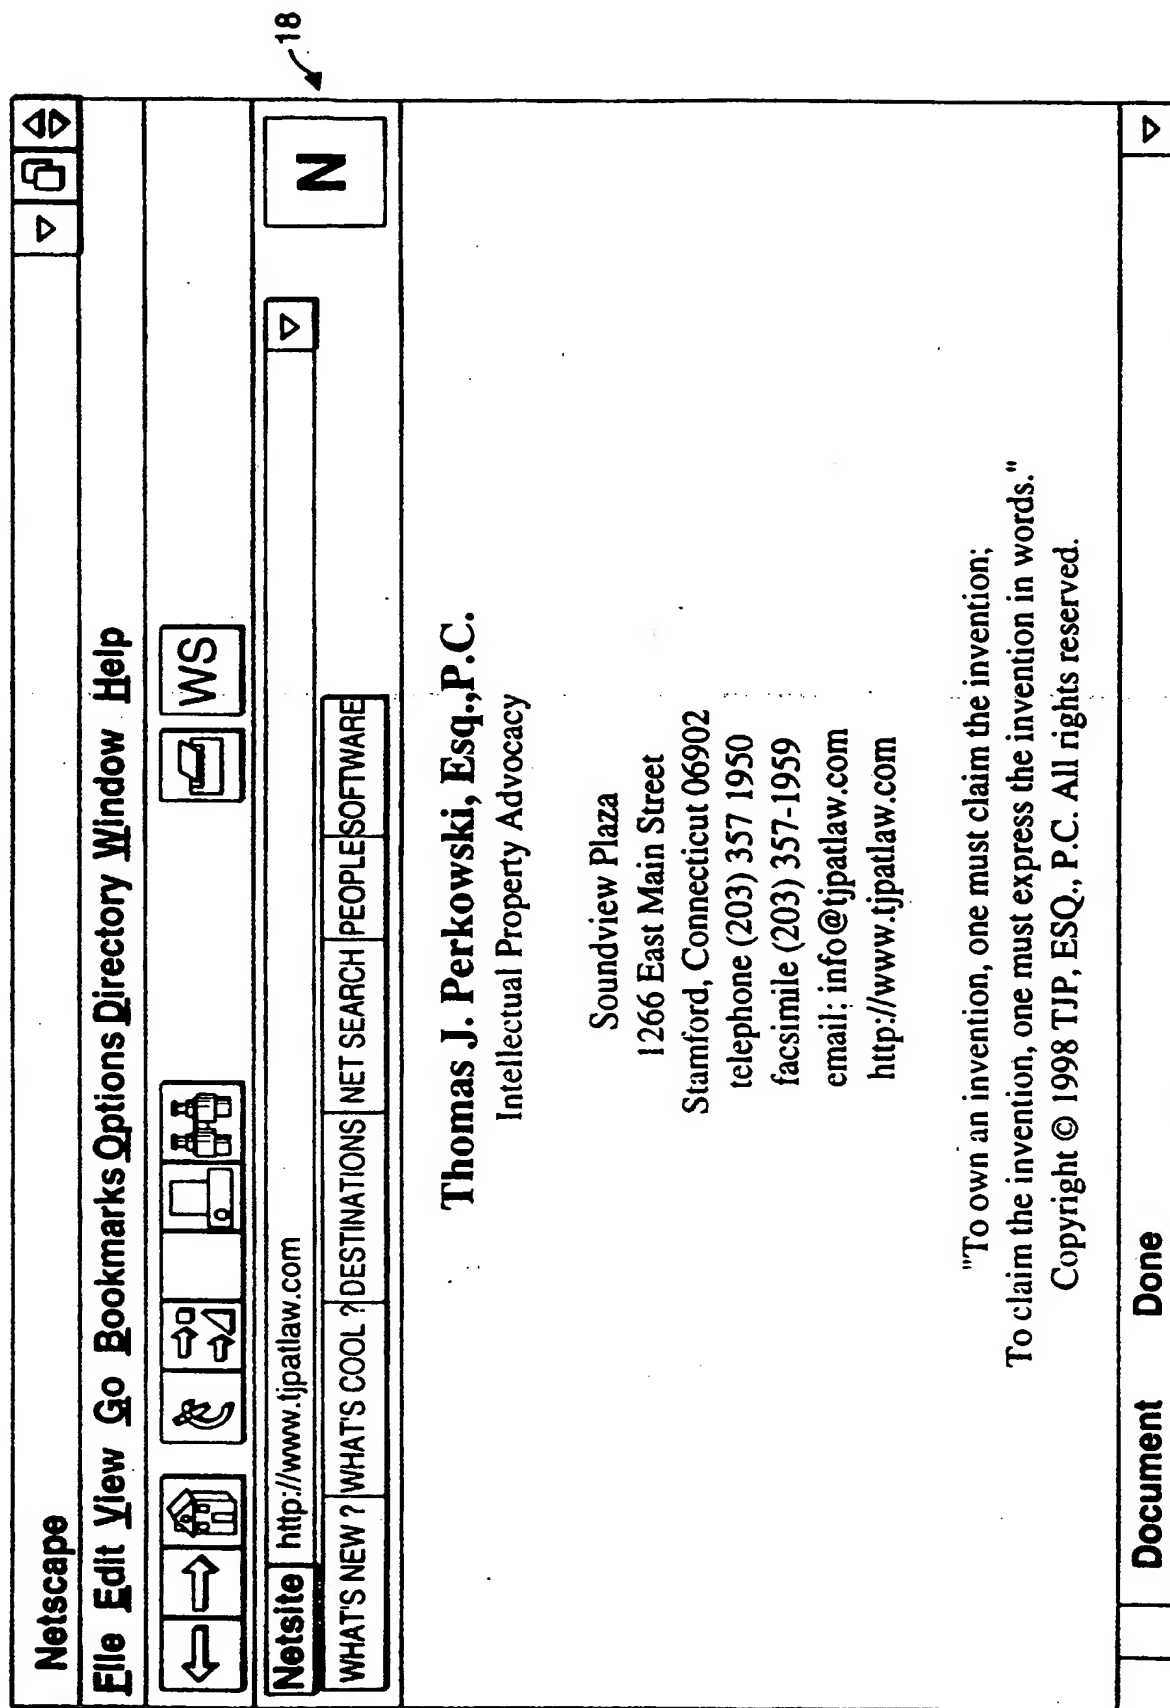 Netscape
File Edit View Go Bookmarks Options Directory Window Help
WS
Netsite http://www.tjpatlaw.com
N
18
WHAT'S NEW ? WHAT'S COOL ? DESTINATIONS NET SEARCH PEOPLE SOFTWARE
Thomas J. Perkowski, Esq.,P.C.
Intellectual Property Advocacy
Soundview Plaza
1266 East Main Street
Stamford, Connecticut 06902
telephone (203) 357 1950
facsimile (203) 357-1959
email: info@tjpatlaw.com
http://www.tjpatlaw.com
"To own an invention, one must claim the invention;
To claim the invention, one must express the invention in words."
Copyright © 1998 TJP, ESQ., P.C. All rights reserved.
Document Done